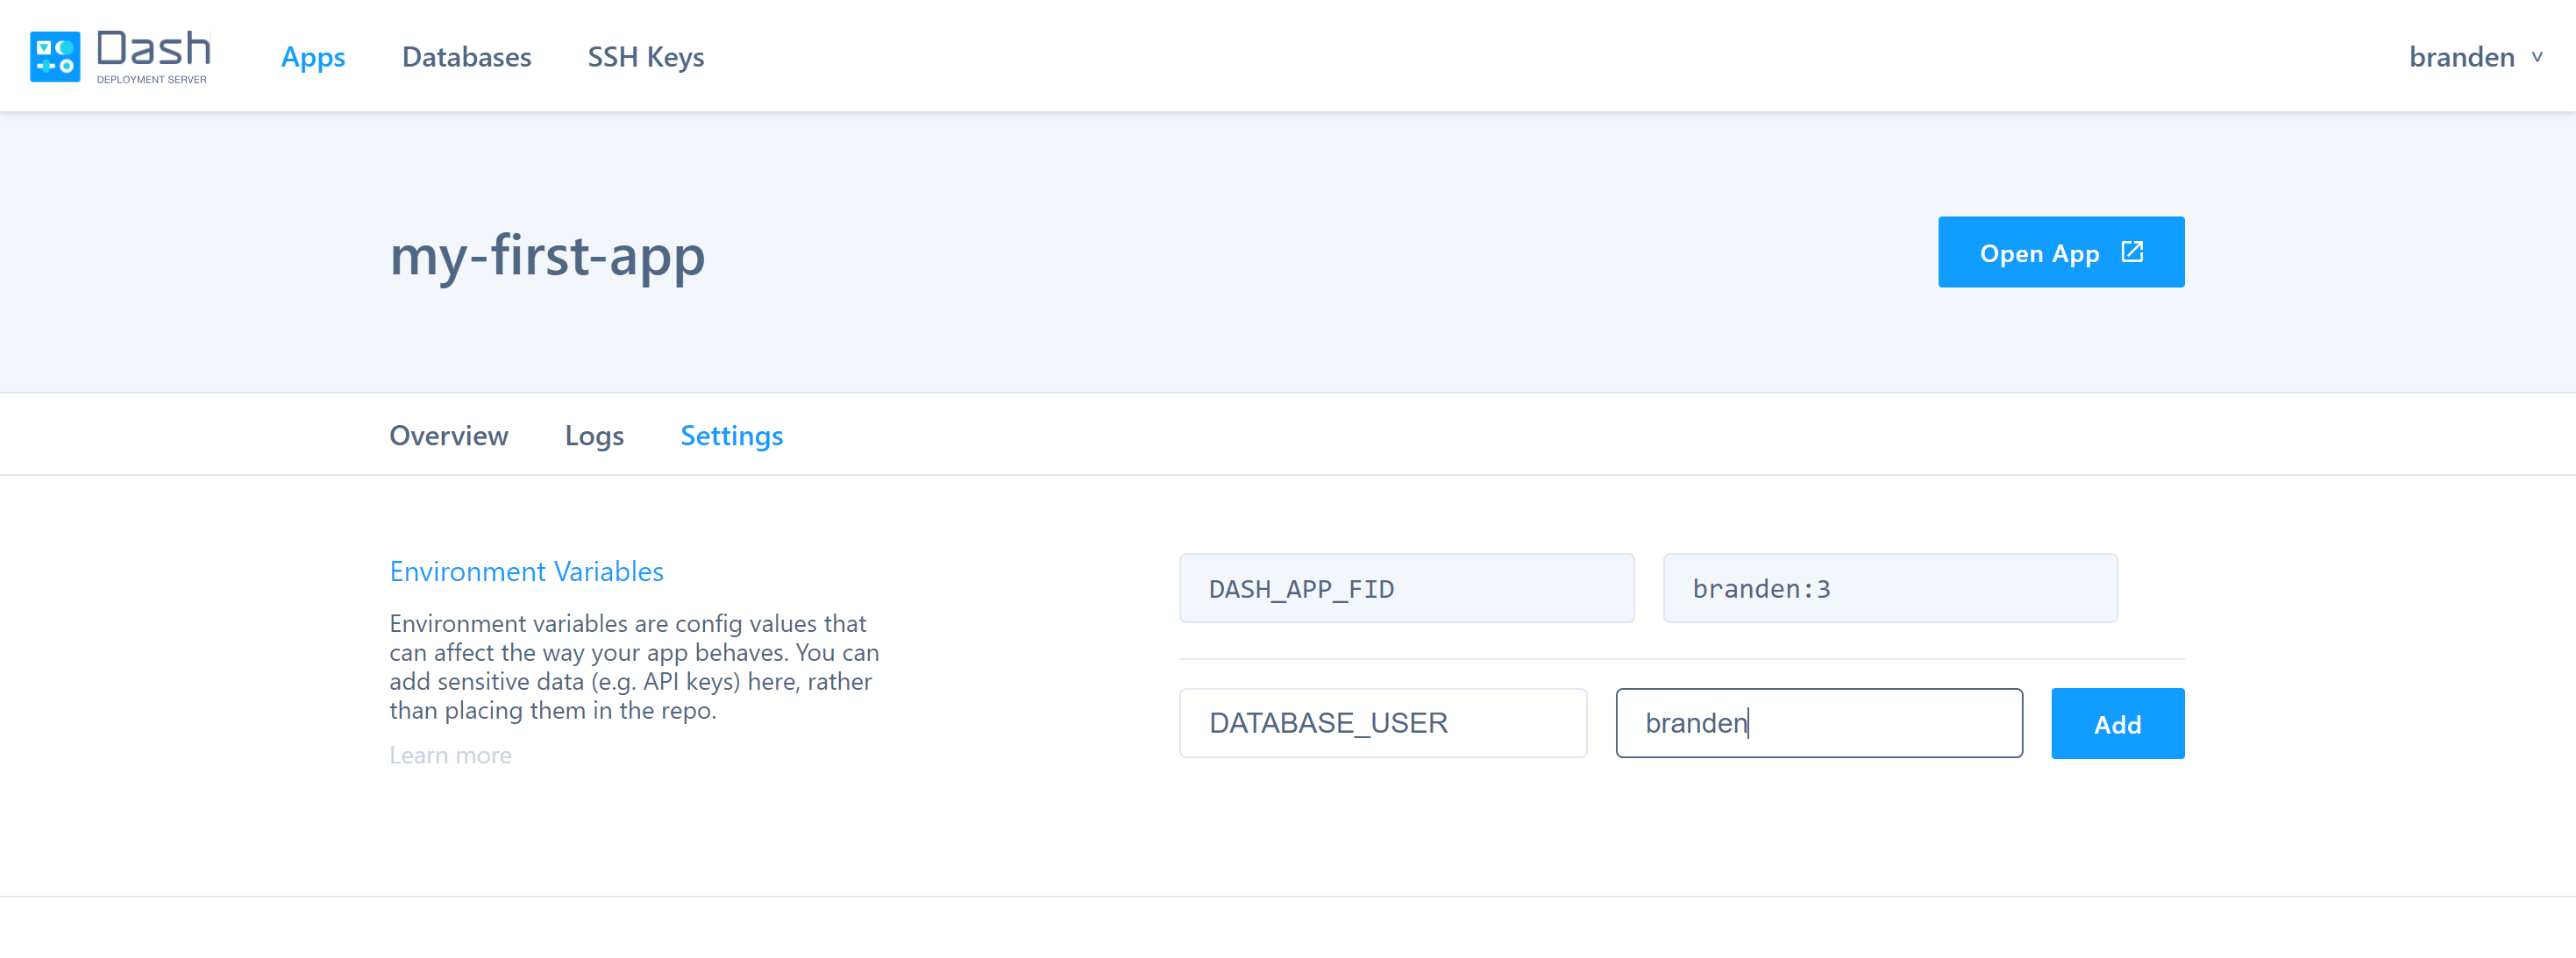 Dash
DEPLOYMENT SERVER
Apps
Databases
SSH Keys
branden
my-first-app
Open App
Overview
Logs
Settings
Environment Variables
Environment variables are config values that
can affect the way your app behaves. You can
add sensitive data (e.g. API keys) here, rather
than placing them in the repo.
Learn more
DASH_APP_FID
branden:3
DATABASE_USER
branden
Add